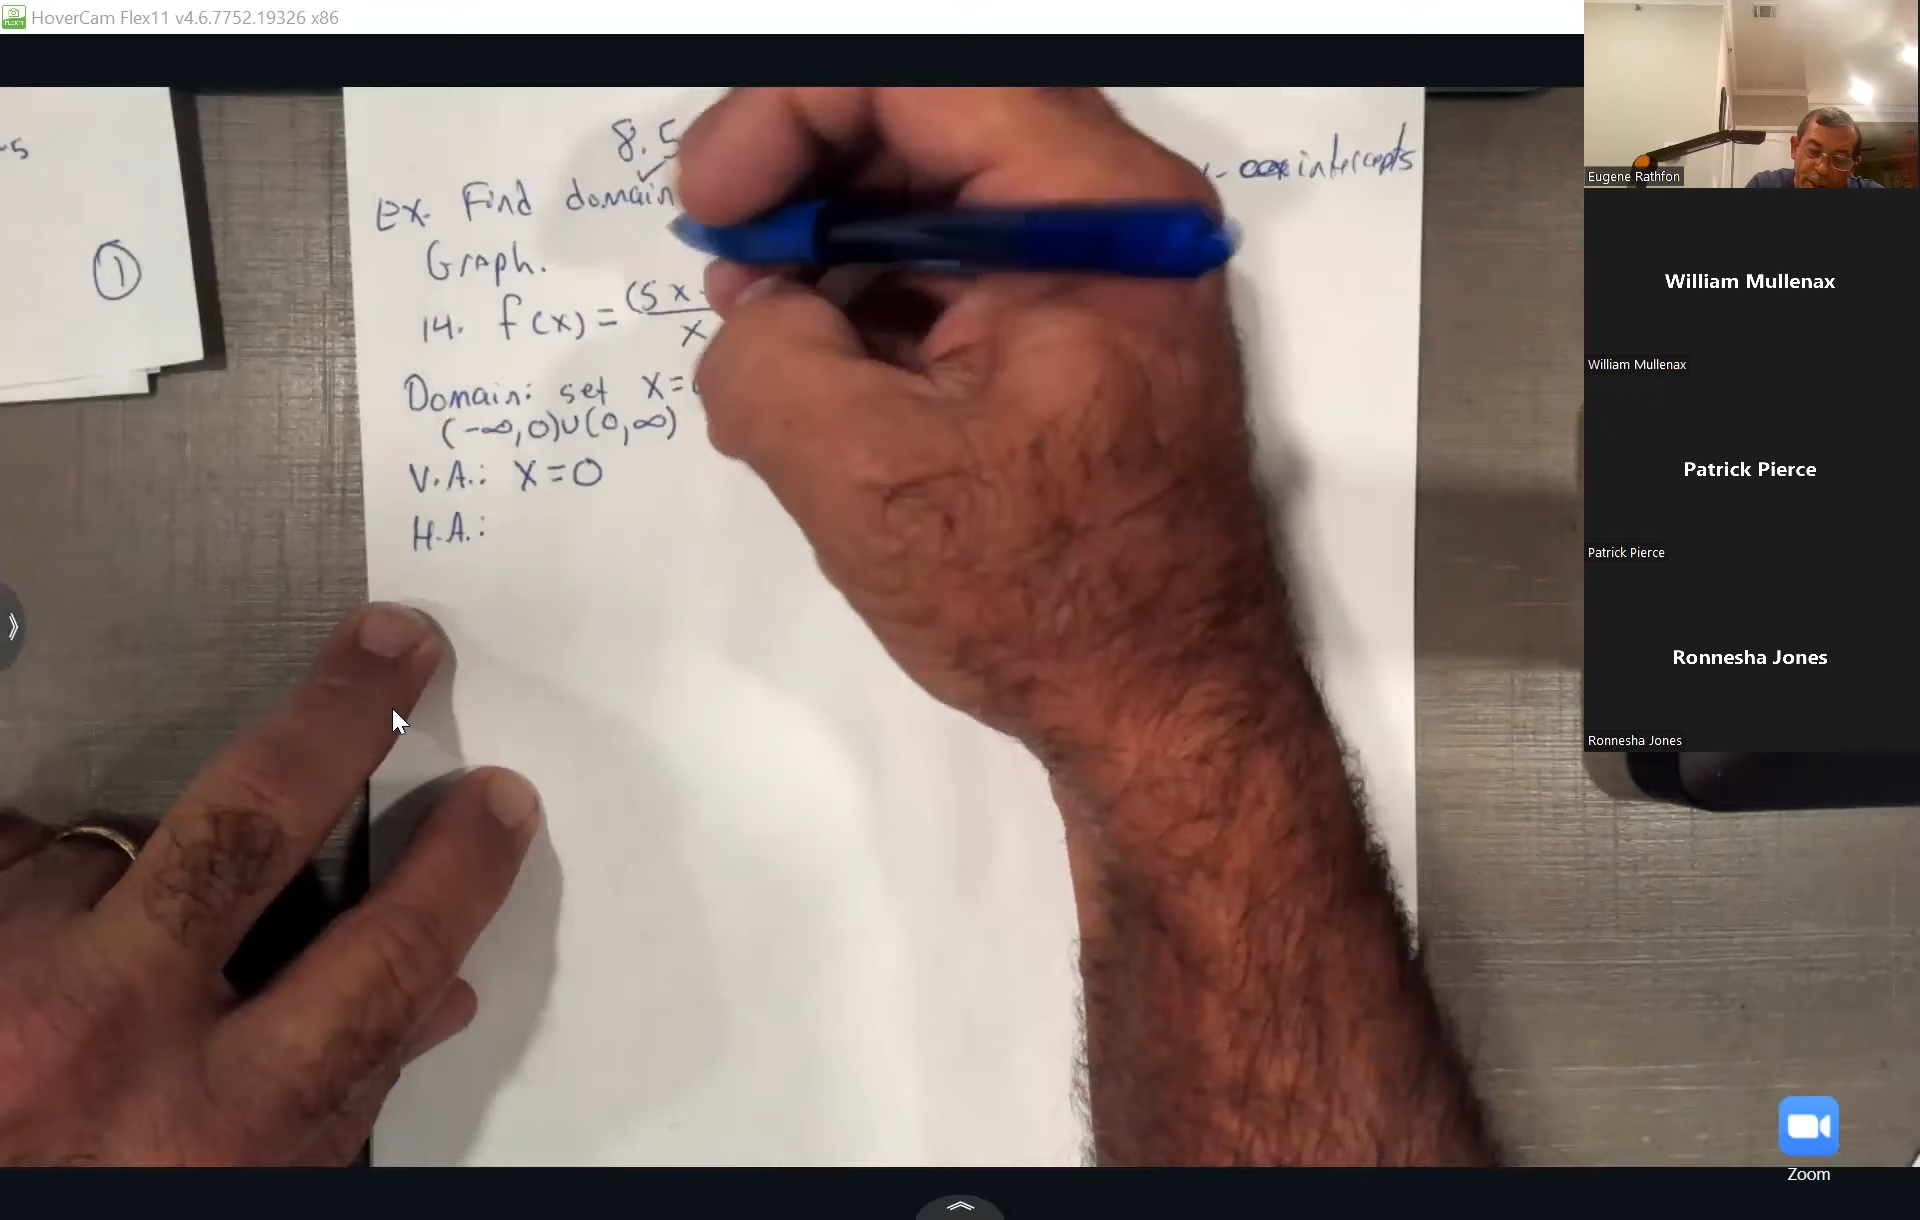 HoverCam Flex11 v4.6.7752.19326 x86
-5
①
8.5
Ex. Find domain intercepts
Graph.
14. f(x) = (5x
x
Domain: set x=
(-∞,0)∪(0,∞)
V.A.: x=0
H.A.:
Eugene Rathfon
William Mullenax
William Mullenax
Patrick Pierce
Patrick Pierce
Ronnesha Jones
Ronnesha Jones
Zoom